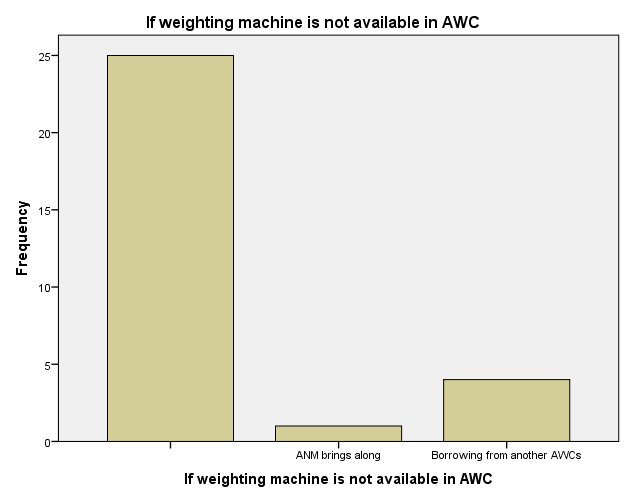 If weighting machine is not available in AWC
25
20
15
10
5
0
Frequency
ANM brings along
Borrowing from another AWCs
If weighting machine is not available in AWC